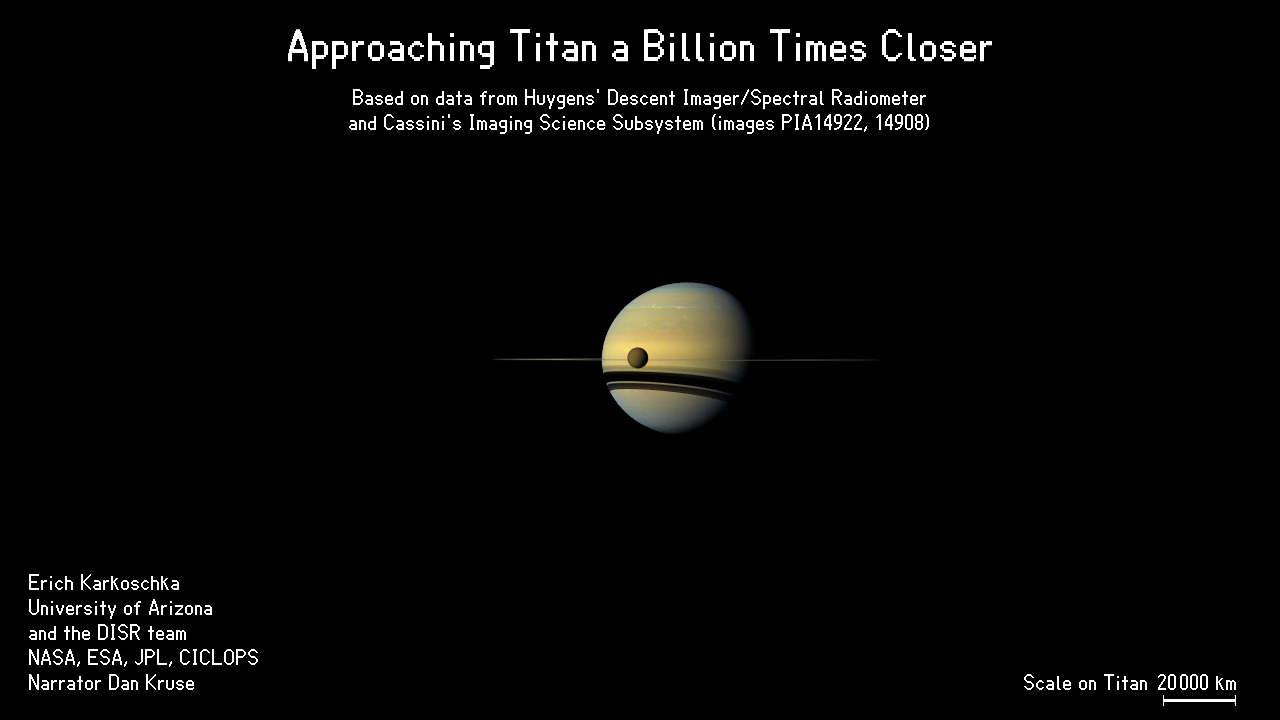 Approaching Titan a Billion Times Closer
Based on data from Huygens' Descent Imager/Spectral Radiometer
and Cassini's Imaging Science Subsystem (images PIA14922, 14908)
Erich Karkoschka
University of Arizona
and the DISR team
NASA, ESA, JPL, CICLOPS
Narrator Dan Kruse
Scale on Titan 20000 km